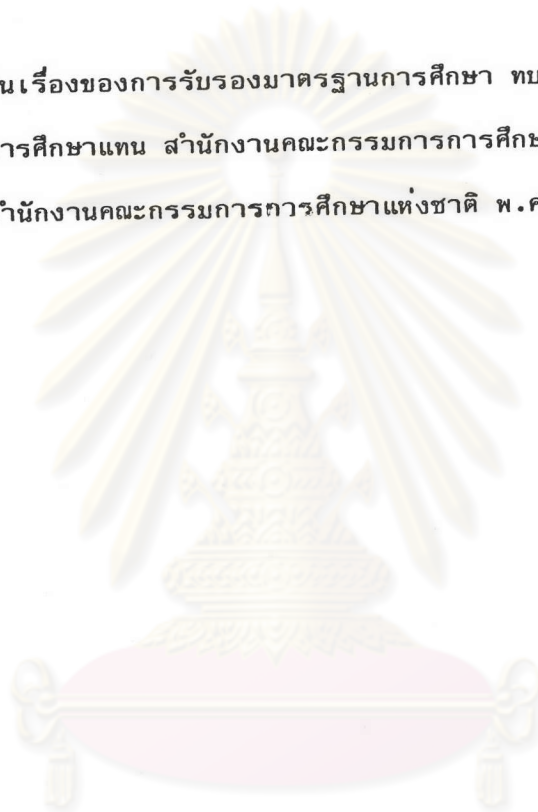 นเรื่องของการรับรองมาตรฐานการศึกษา ทบ
ารศึกษาแทน สำนักงานคณะกรรมการการศึกษ
ำนักงานคณะกรรมการการศึกษาแห่งชาติ พ.ศ